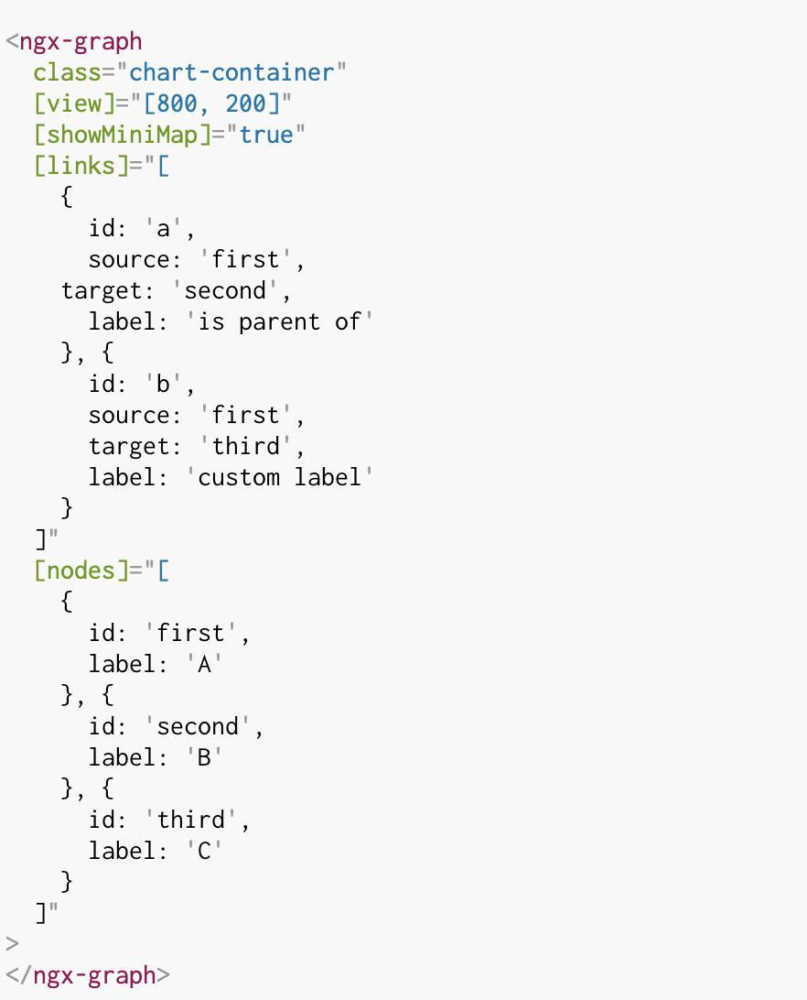 <ngx-graph
  class="chart-container"
  [view]="[800, 200]"
  [showMiniMap]="true"
  [links]="[
    {
      id: 'a',
      source: 'first',
    target: 'second',
      label: 'is parent of'
    }, {
      id: 'b',
      source: 'first',
      target: 'third',
      label: 'custom label'
    }
  ]"
  [nodes]="[
    {
      id: 'first',
      label: 'A'
    }, {
      id: 'second',
      label: 'B'
    }, {
      id: 'third',
      label: 'C'
    }
  ]"
>
</ngx-graph>